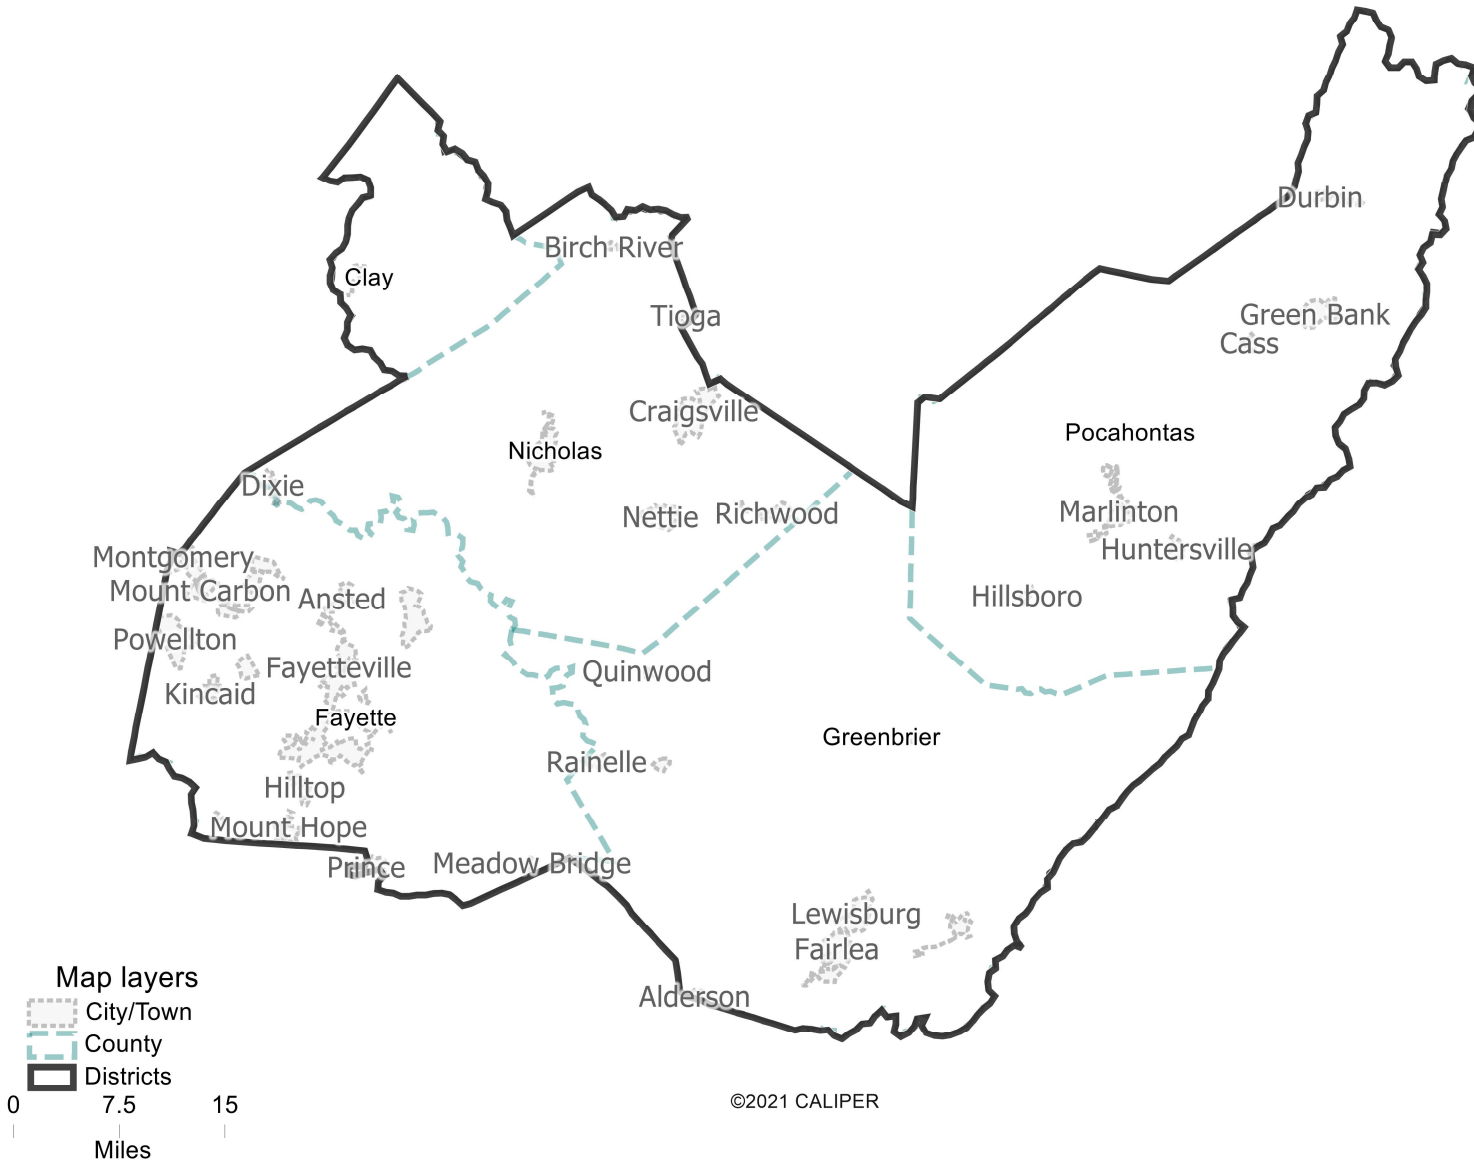 Durbin
Birch River
Clay
Tioga
Green Bank
Cass
Craigsville
Pocahontas
Nicholas
Dixie
Nettie
Richwood
Marlinton
Huntersville
Montgomery
Mount Carbon
Ansted
Hillsboro
Powellton
Fayetteville
Quinwood
Kincaid
Fayette
Greenbrier
Rainelle
Hilltop
Mount Hope
Prince
Meadow Bridge
Lewisburg
Fairlea
Alderson
Map layers
City/Town
County
Districts
0 7.5 15
Miles
©2021 CALIPER